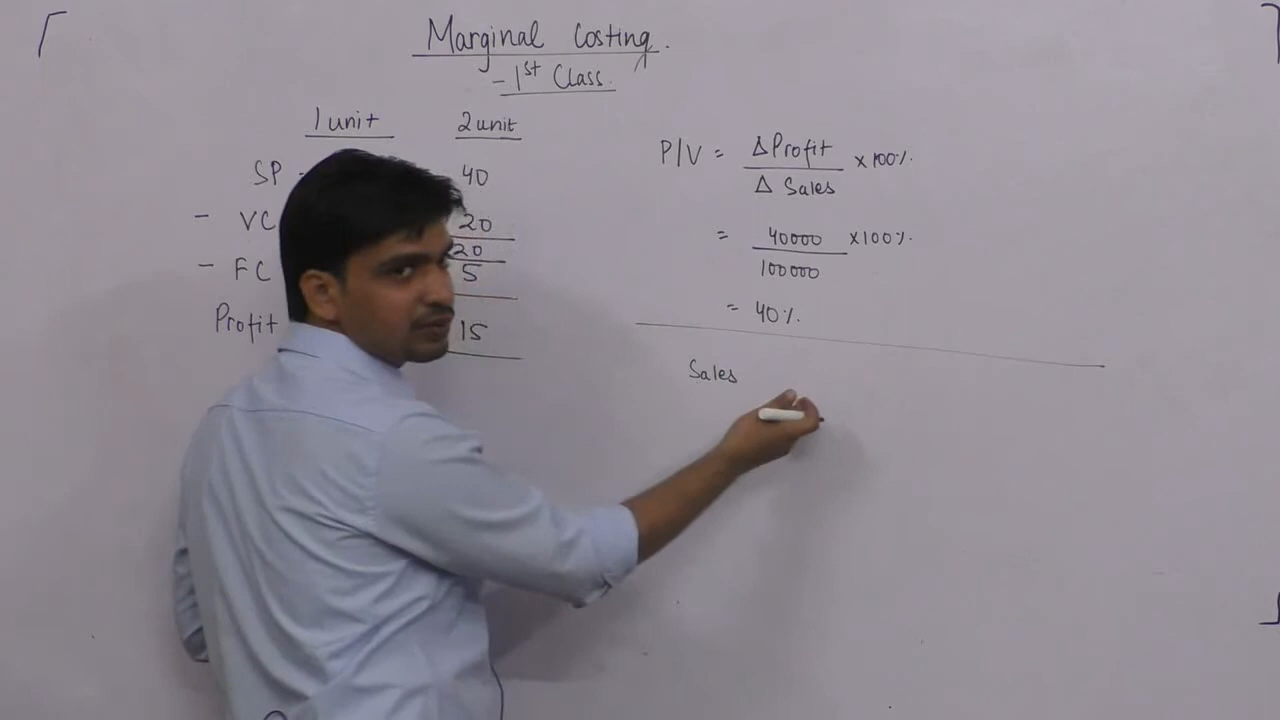 Marginal Costing.
- 1st Class.
1 unit 2 unit
SP - 40
- VC 20
20
- FC 5
Profit 15
P/V = ΔProfit / Δ Sales × 100%.
= 40000 / 100000 × 100%.
= 40%.
Sales